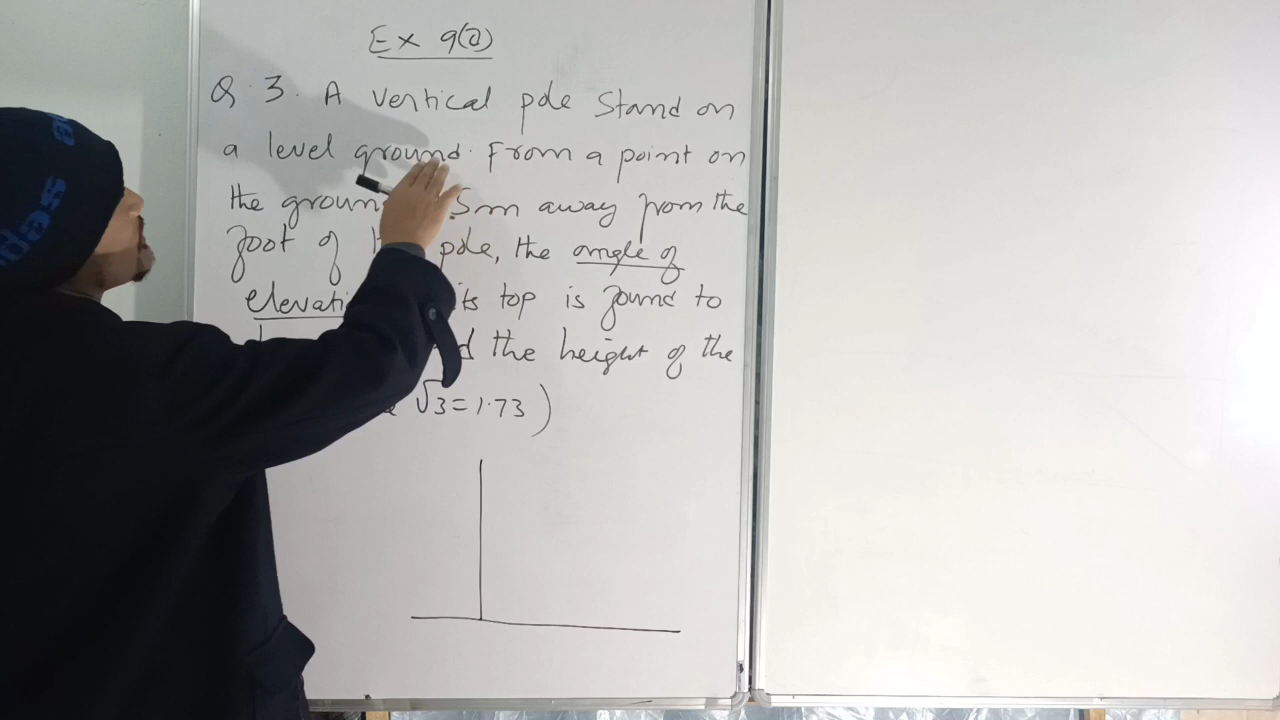 Ex 9(a)
Q. 3. A vertical pole stand on
a level ground. From a point on
the groun 5m away from the
foot of pole, the angle of
elevati its top is found to
the height of the
√3=1.73)